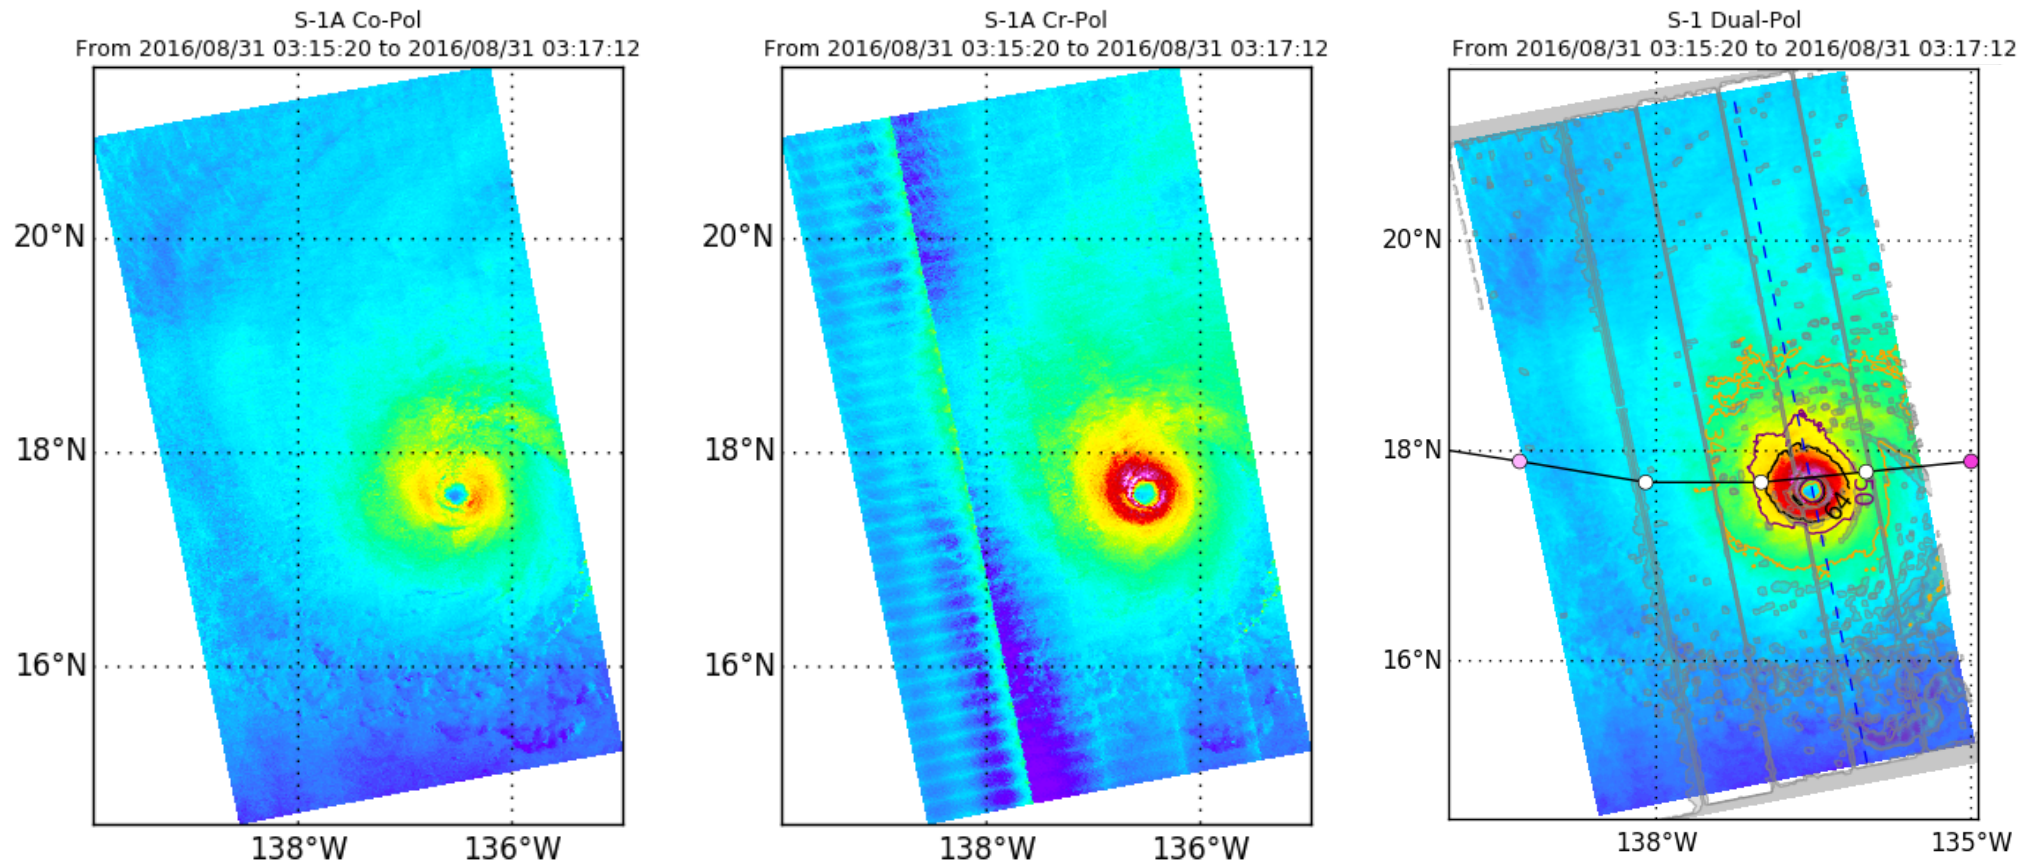 S-1A Co-Pol
From 2016/08/31 03:15:20 to 2016/08/31 03:17:12
20°N
18°N
16°N
138°W 136°W
S-1A Cr-Pol
From 2016/08/31 03:15:20 to 2016/08/31 03:17:12
20°N
18°N
16°N
138°W 136°W
S-1 Dual-Pol
From 2016/08/31 03:15:20 to 2016/08/31 03:17:12
20°N
18°N
34
64
50
16°N
138°W 135°W